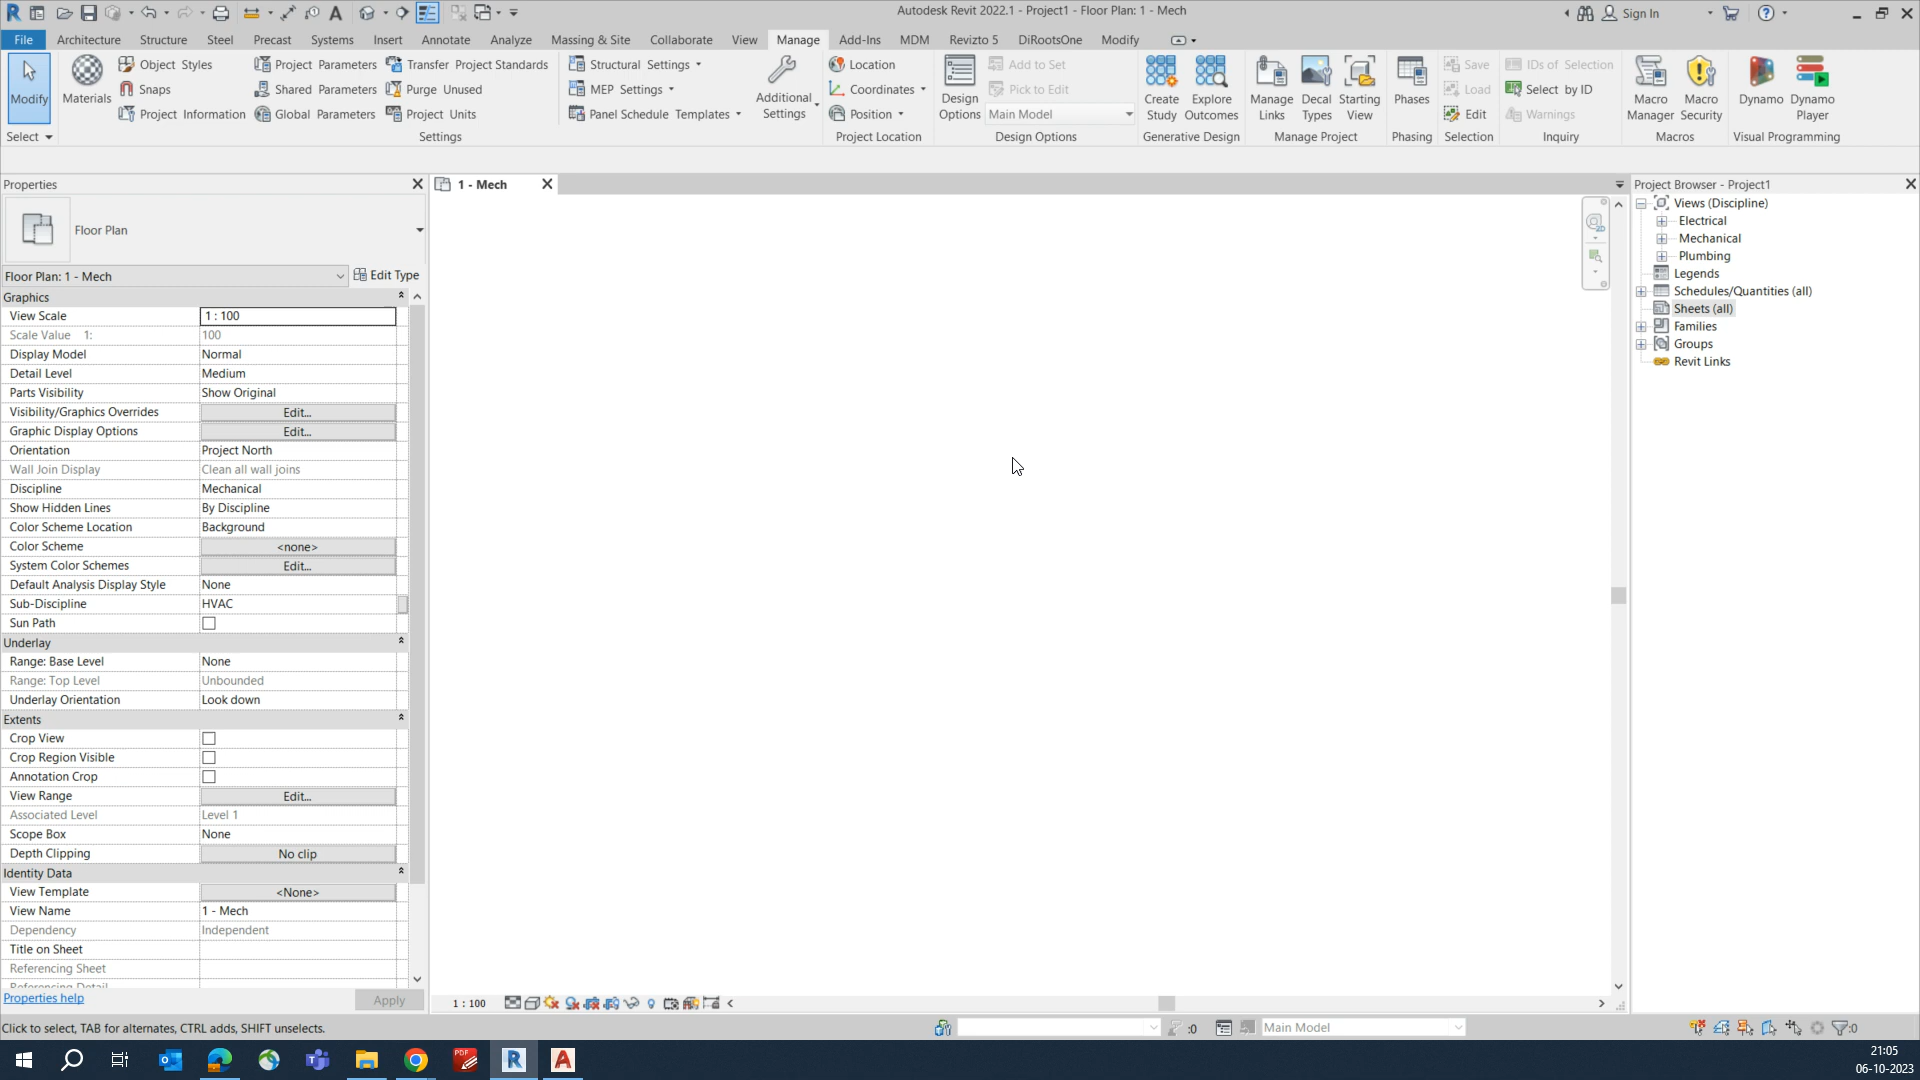 Autodesk Revit 2022.1 - Project1 - Floor Plan: 1 - Mech
Sign In
File Architecture Structure Steel Precast Systems Insert Annotate Analyze Massing & Site Collaborate View Manage Add-Ins MDM Revizto 5 DiRootsOne Modify
Modify
Select
Materials
Object Styles
Snaps
Project Information
Project Parameters
Shared Parameters
Global Parameters
Transfer Project Standards
Purge Unused
Project Units
Structural Settings
MEP Settings
Panel Schedule Templates
Additional Settings
Settings
Location
Coordinates
Position
Project Location
Design Options
Add to Set
Pick to Edit
Main Model
Design Options
Create Study
Explore Outcomes
Generative Design
Manage Links
Decal Types
Starting View
Manage Project
Phases
Phasing
Save
Load
Edit
Selection
IDs of Selection
Select by ID
Warnings
Inquiry
Macro Manager
Macro Security
Macros
Dynamo
Dynamo Player
Visual Programming
Properties
Floor Plan
Floor Plan: 1 - Mech
Edit Type
Graphics
View Scale 1 : 100
Scale Value 1: 100
Display Model Normal
Detail Level Medium
Parts Visibility Show Original
Visibility/Graphics Overrides Edit...
Graphic Display Options Edit...
Orientation Project North
Wall Join Display Clean all wall joins
Discipline Mechanical
Show Hidden Lines By Discipline
Color Scheme Location Background
Color Scheme <none>
System Color Schemes Edit...
Default Analysis Display Style None
Sub-Discipline HVAC
Sun Path
Underlay
Range: Base Level None
Range: Top Level Unbounded
Underlay Orientation Look down
Extents
Crop View
Crop Region Visible
Annotation Crop
View Range Edit...
Associated Level Level 1
Scope Box None
Depth Clipping No clip
Identity Data
View Template <None>
View Name 1 - Mech
Dependency Independent
Title on Sheet
Referencing Sheet
Referencing Detail
Properties help
Apply
1 - Mech
1 : 100
Project Browser - Project1
Views (Discipline)
Electrical
Mechanical
Plumbing
Legends
Schedules/Quantities (all)
Sheets (all)
Families
Groups
Revit Links
Click to select, TAB for alternates, CTRL adds, SHIFT unselects.
:0
Main Model
:0
21:05
06-10-2023